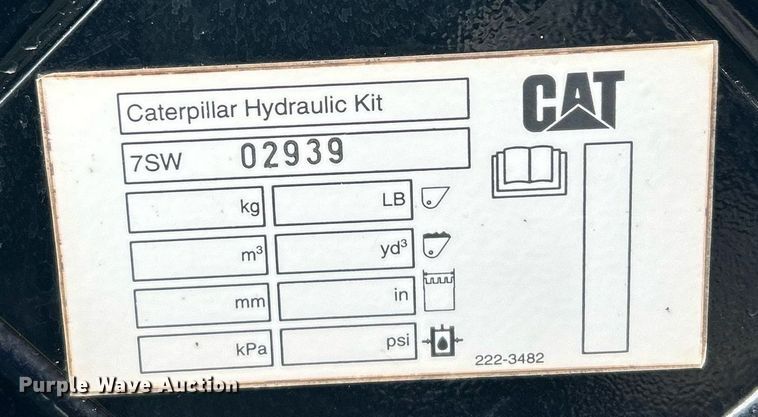 Caterpillar Hydraulic Kit
CAT
7SW 02939
kg LB
m³ yd³
mm in
kPa psi
222-3482
Purple Wave Auction